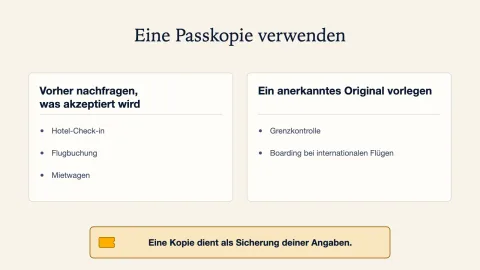 Eine Passkopie verwenden
Vorher nachfragen,
was akzeptiert wird
• Hotel-Check-in
• Flugbuchung
• Mietwagen
Ein anerkanntes Original vorlegen
• Grenzkontrolle
• Boarding bei internationalen Flügen
Eine Kopie dient als Sicherung deiner Angaben.